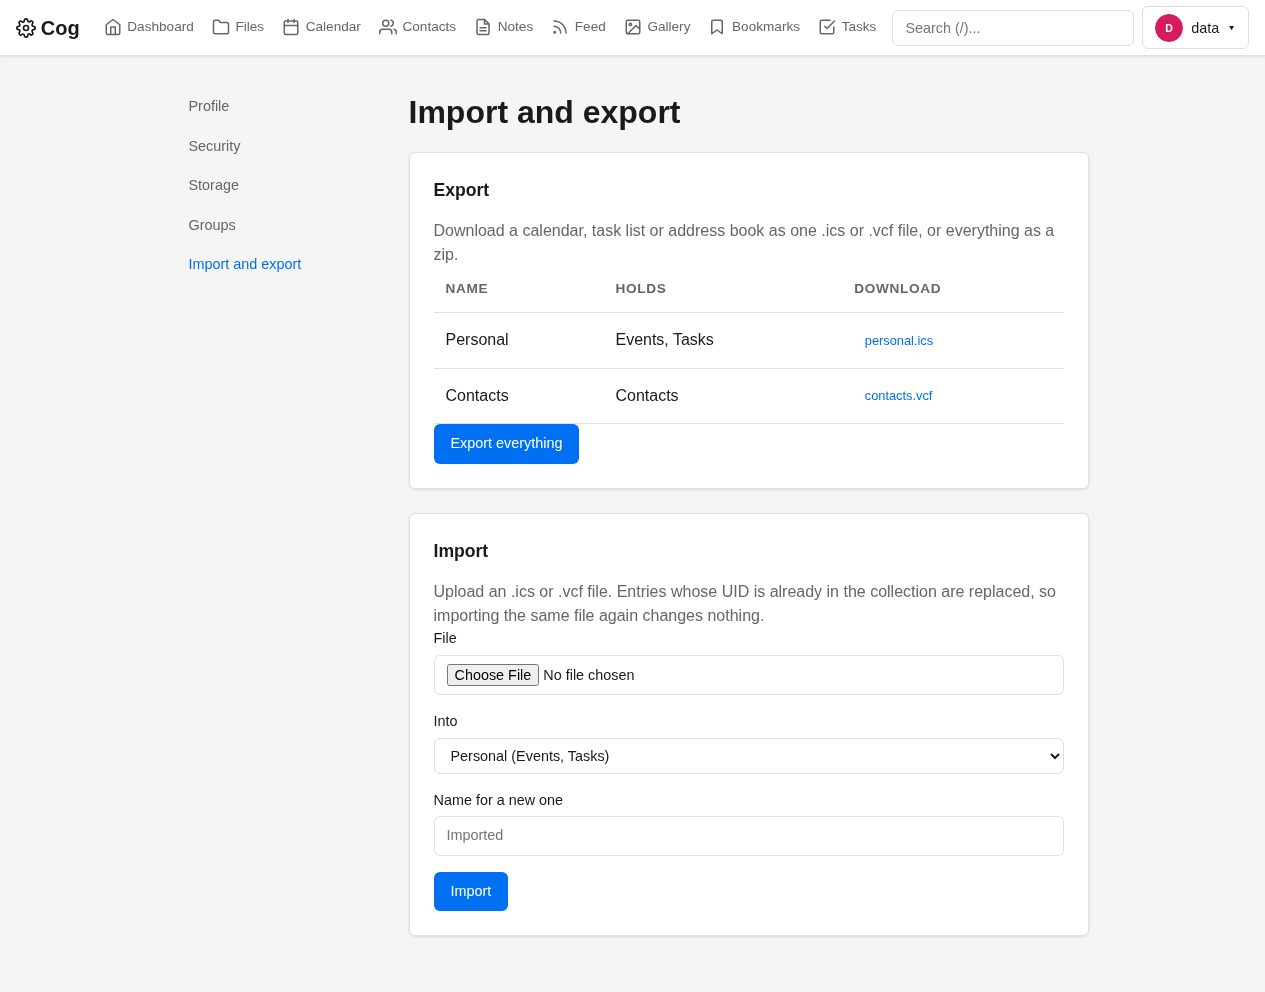 Cog
Dashboard
Files
Calendar
Contacts
Notes
Feed
Gallery
Bookmarks
Tasks
Search (/)...
D
data
Profile
Security
Storage
Groups
Import and export
Import and export
Export
Download a calendar, task list or address book as one .ics or .vcf file, or everything as a
zip.
NAME HOLDS DOWNLOAD
Personal Events, Tasks personal.ics
Contacts Contacts contacts.vcf
Export everything
Import
Upload an .ics or .vcf file. Entries whose UID is already in the collection are replaced, so
importing the same file again changes nothing.
File
Choose File No file chosen
Into
Personal (Events, Tasks)
Name for a new one
Imported
Import